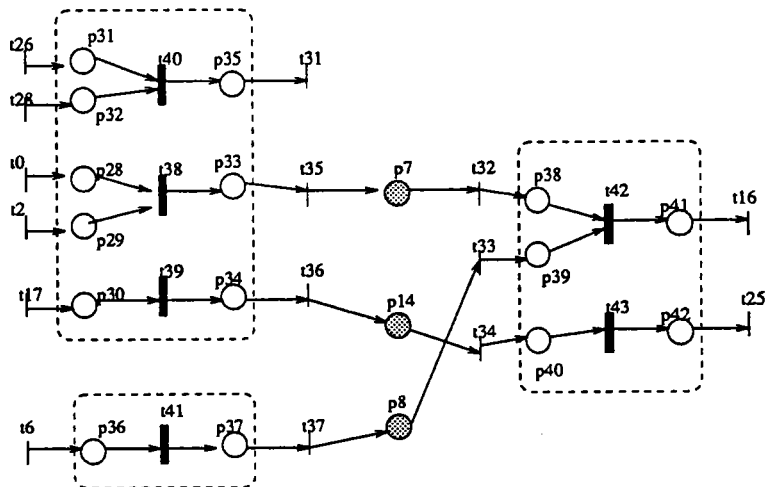 t26 p31 t40 p35 t31
t28 p32
t0 p28 t38 p33 t35 p7 t32 p38 t42 p41 t16
t2 p29 t33 p39
t17 p30 t39 p34 t36 p14 t34 p40 t43 p42 t25
t6 p36 t41 p37 t37 p8